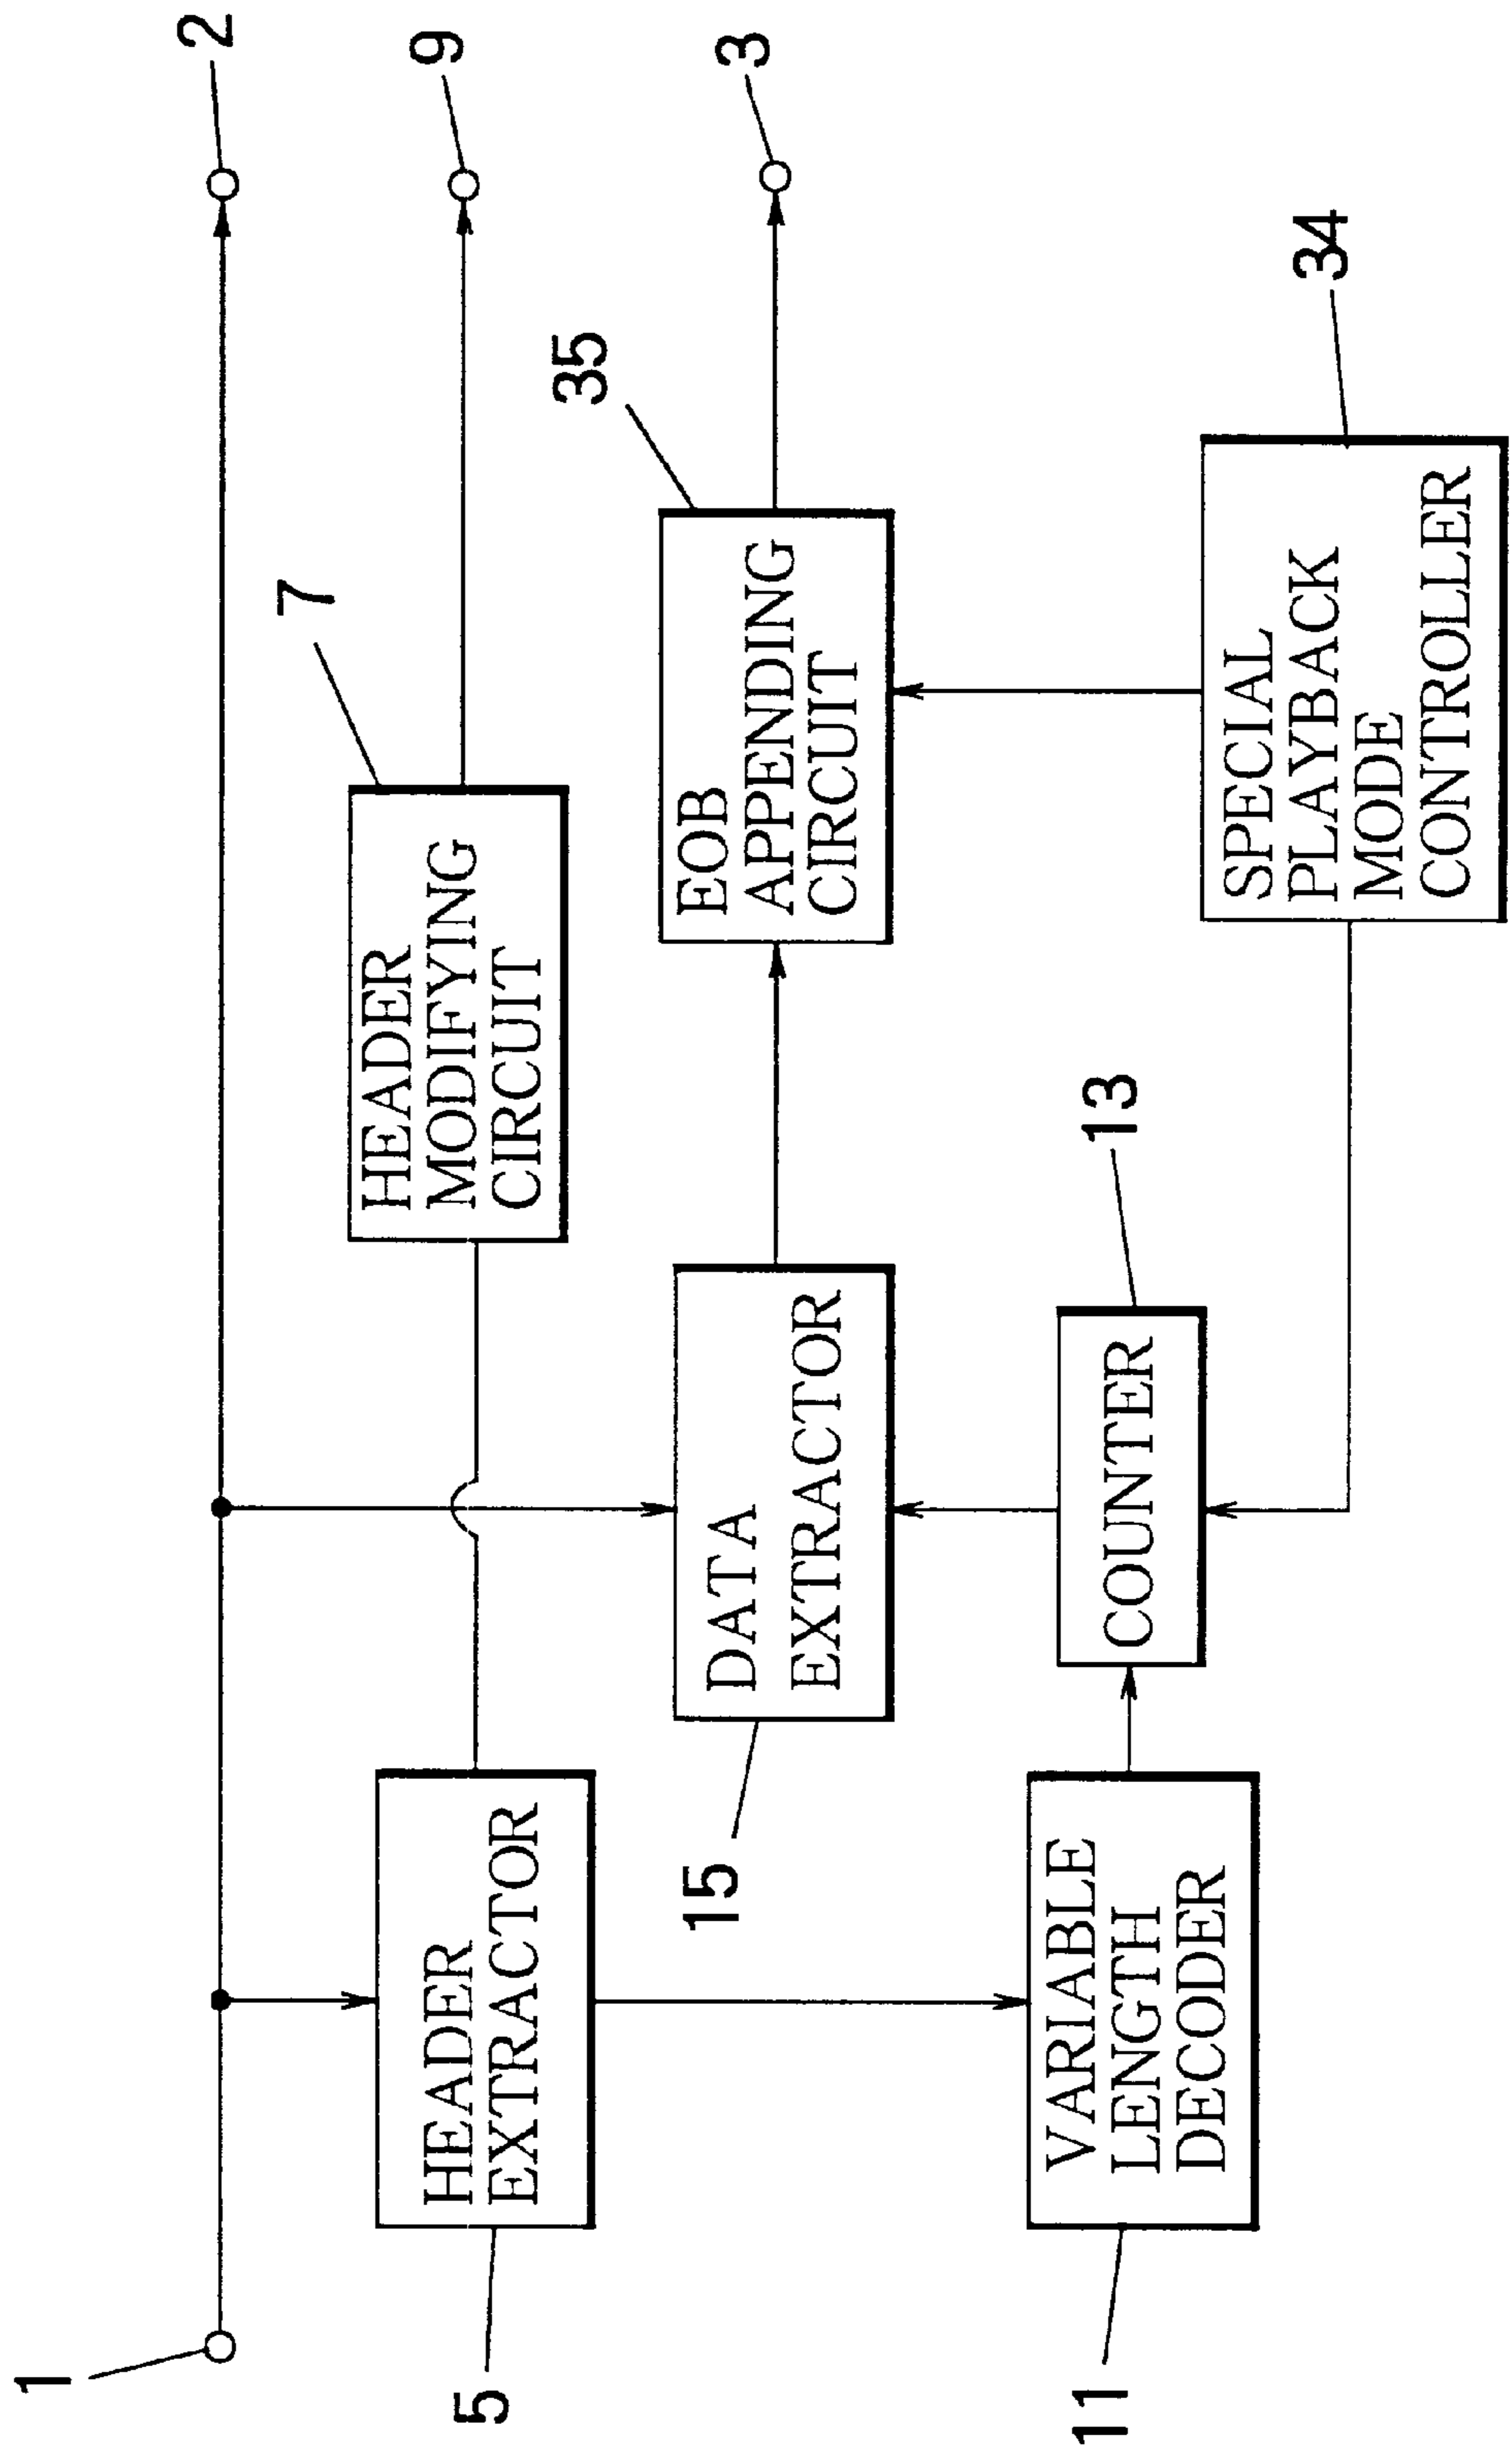 1
2
HEADER
EXTRACTOR
5
HEADER
MODIFYING
CIRCUIT
7
9
DATA
EXTRACTOR
15
EOB
APPENDING
CIRCUIT
35
3
VARIABLE
LENGTH
DECODER
11
COUNTER
13
SPECIAL
PLAYBACK
MODE
CONTROLLER
34